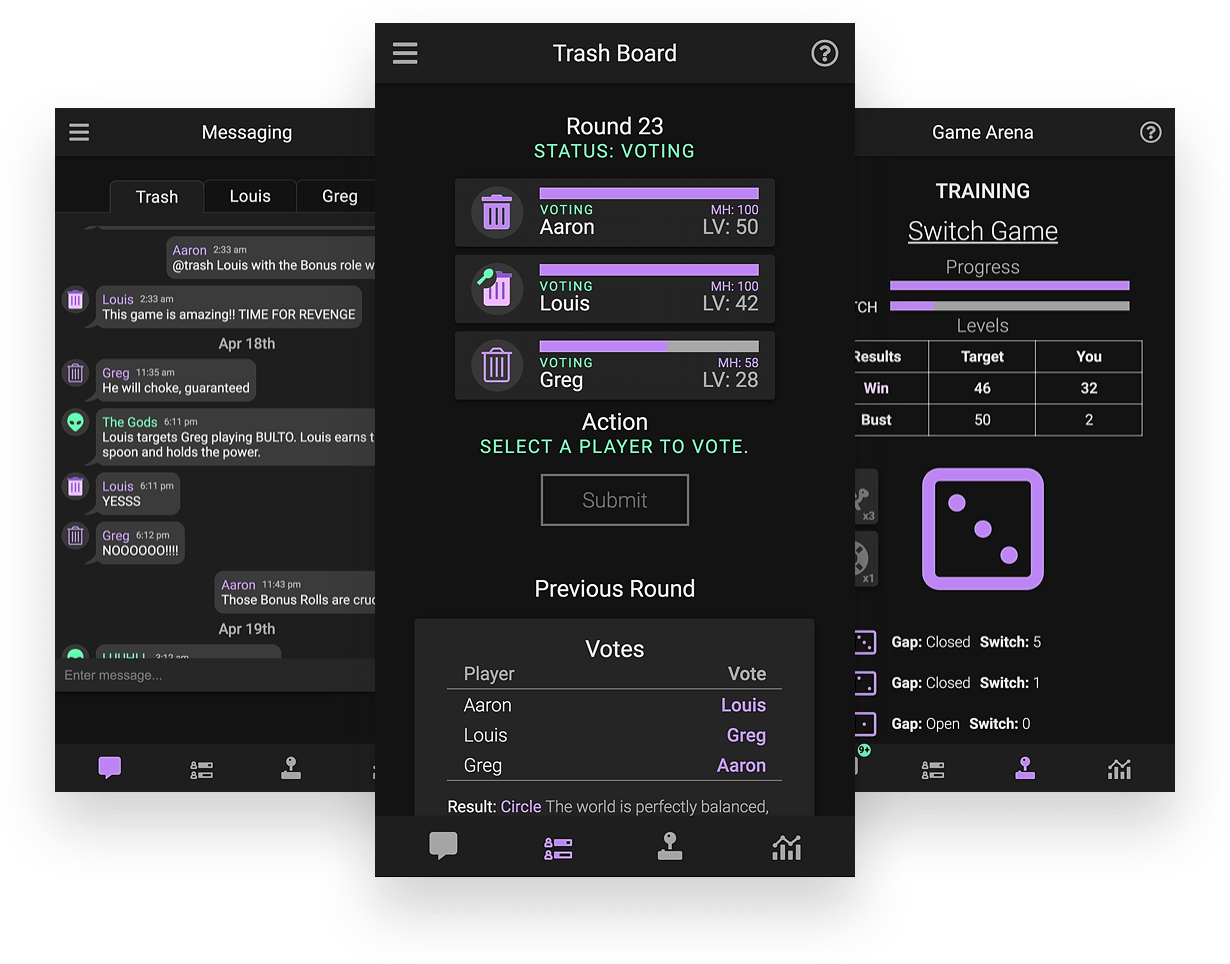 Messaging
Trash Louis Greg
Aaron 2:33 am
@trash Louis with the Bonus role w
Louis 2:33 am
This game is amazing!! TIME FOR REVENGE
Apr 18th
Greg 11:35 am
He will choke, guaranteed
The Gods 6:11 pm
Louis targets Greg playing BULTO. Louis earns t
spoon and holds the power.
Louis 6:11 pm
YESSS
Greg 6:12 pm
NOOOOOO!!!!
Aaron 11:43 pm
Those Bonus Rolls are cruc
Apr 19th
Enter message...
Trash Board
?
Round 23
STATUS: VOTING
VOTING MH: 100
Aaron LV: 50
VOTING MH: 100
Louis LV: 42
VOTING MH: 58
Greg LV: 28
Action
SELECT A PLAYER TO VOTE.
Submit
Previous Round
Votes
Player Vote
Aaron Louis
Louis Greg
Greg Aaron
Result: Circle The world is perfectly balanced,
Game Arena
?
TRAINING
Switch Game
Progress
TCH
Levels
Results Target You
Win 46 32
Bust 50 2
x3
x1
Gap: Closed Switch: 5
Gap: Closed Switch: 1
Gap: Open Switch: 0
9+